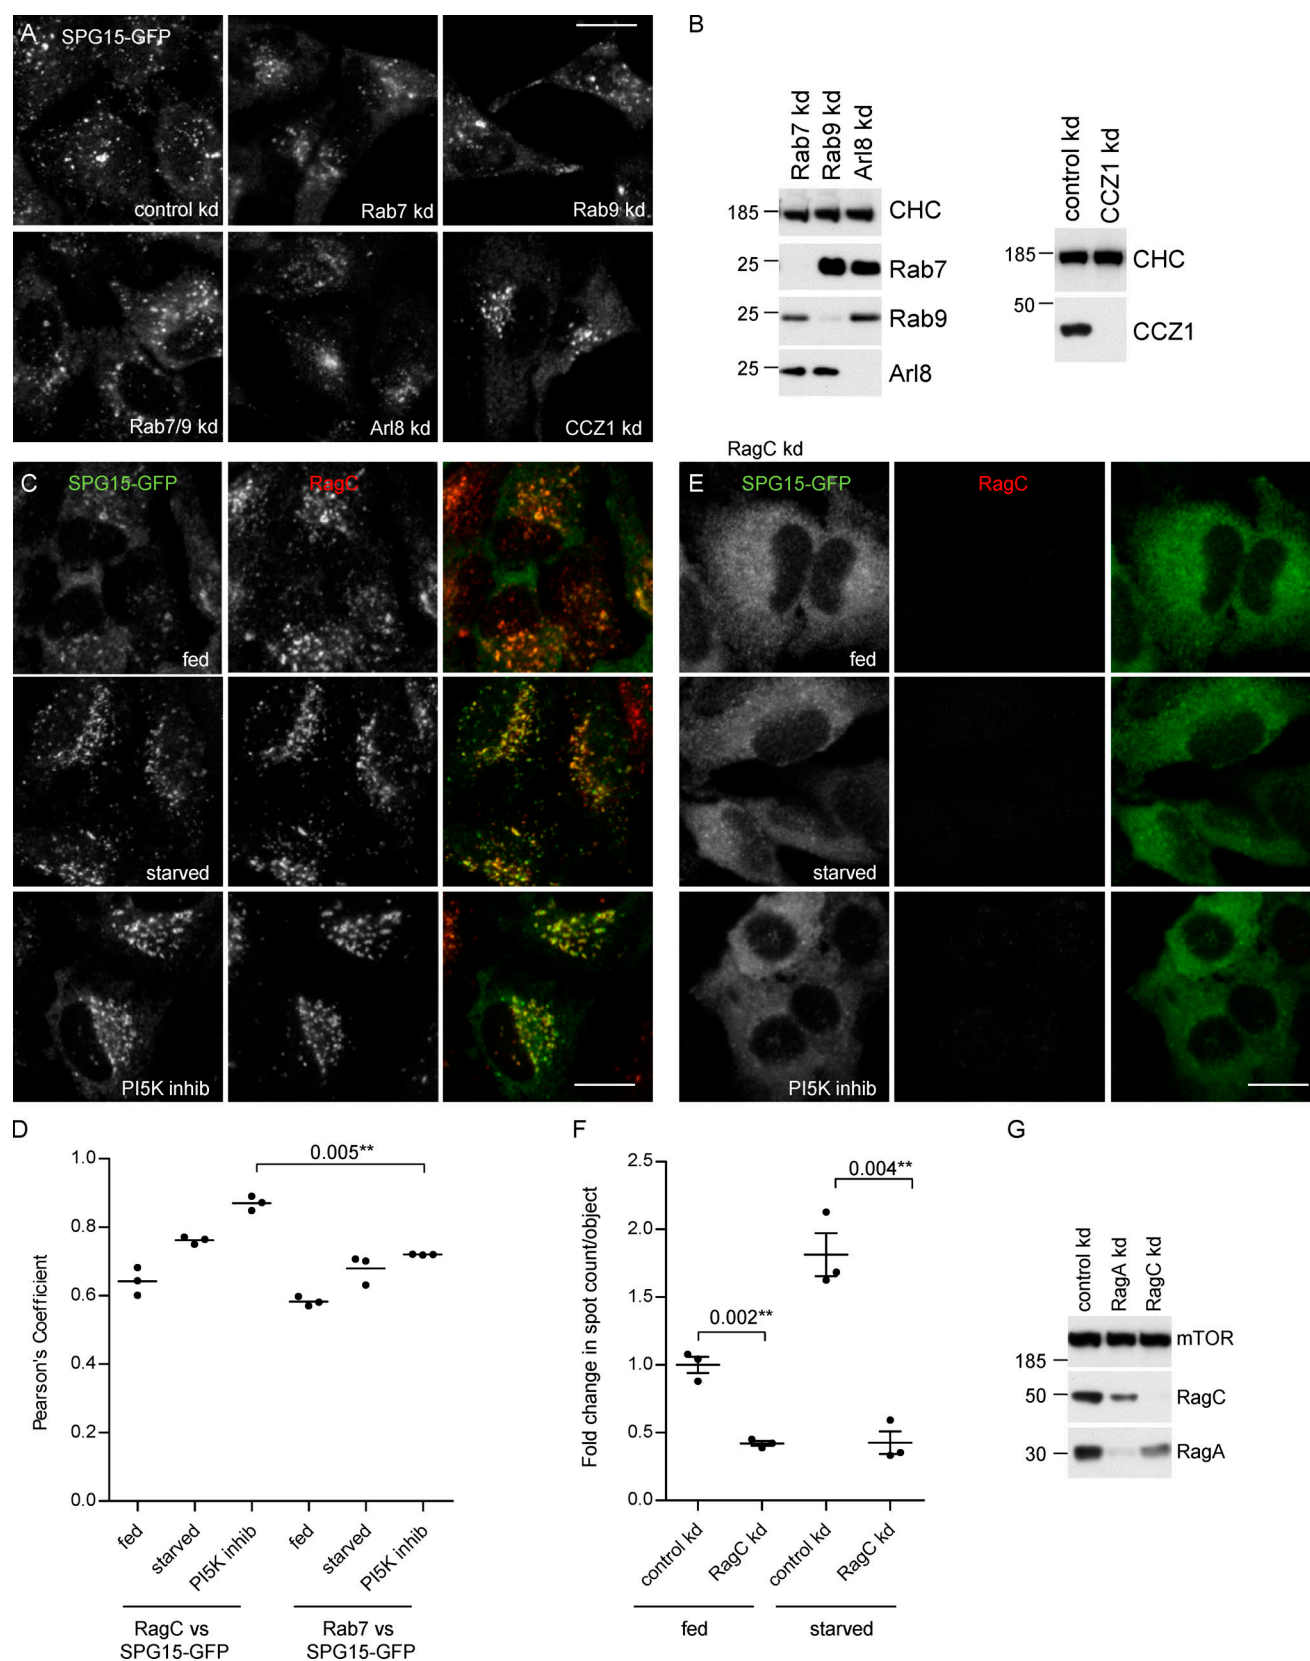 A
SPG15-GFP
control kd
Rab7 kd
Rab9 kd
Rab7/9 kd
Arl8 kd
CCZ1 kd
B
Rab7 kd
Rab9 kd
Arl8 kd
185
CHC
25
Rab7
25
Rab9
25
Arl8
control kd
CCZ1 kd
185
CHC
50
CCZ1
C
SPG15-GFP
RagC
fed
starved
PI5K inhib
RagC kd
E
SPG15-GFP
RagC
fed
starved
PI5K inhib
D
Pearson's Coefficient
1.0
0.8
0.6
0.4
0.2
0.0
0.005**
fed
starved
PI5K inhib
fed
starved
PI5K inhib
RagC vs
SPG15-GFP
Rab7 vs
SPG15-GFP
F
Fold change in spot count/object
2.5
2.0
1.5
1.0
0.5
0.0
0.002**
0.004**
control kd
RagC kd
control kd
RagC kd
fed
starved
G
control kd
RagA kd
RagC kd
mTOR
185
50
RagC
30
RagA